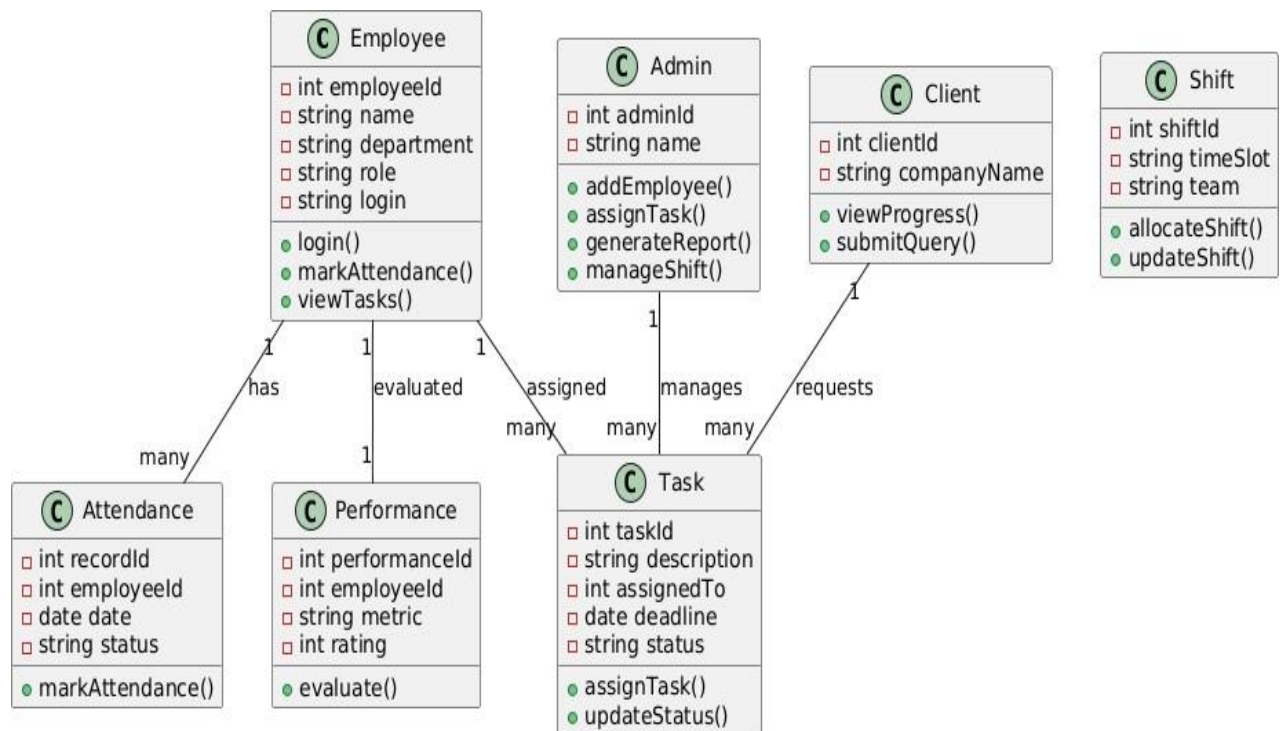 C Employee
int employeeId
string name
string department
string role
string login
login()
markAttendance()
viewTasks()
C Admin
int adminId
string name
addEmployee()
assignTask()
generateReport()
manageShift()
C Client
int clientId
string companyName
viewProgress()
submitQuery()
C Shift
int shiftId
string timeSlot
string team
allocateShift()
updateShift()
1
1
1
1
1
has
evaluated
assigned
manages
requests
many
1
many
many
many
C Attendance
int recordId
int employeeId
date date
string status
markAttendance()
C Performance
int performanceId
int employeeId
string metric
int rating
evaluate()
C Task
int taskId
string description
int assignedTo
date deadline
string status
assignTask()
updateStatus()